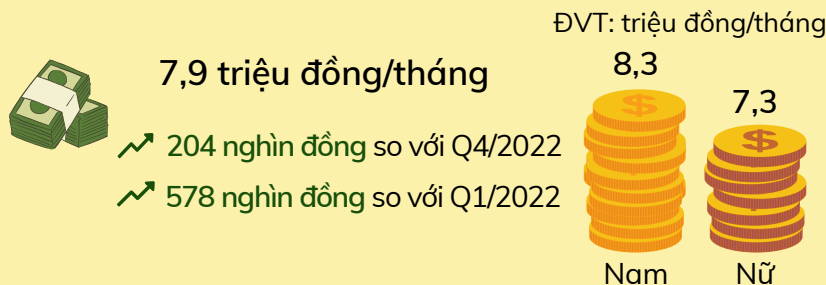 ĐVT: triệu đồng/tháng
7,9 triệu đồng/tháng
8,3
7,3
204 nghìn đồng so với Q4/2022
578 nghìn đồng so với Q1/2022
Nam
Nữ